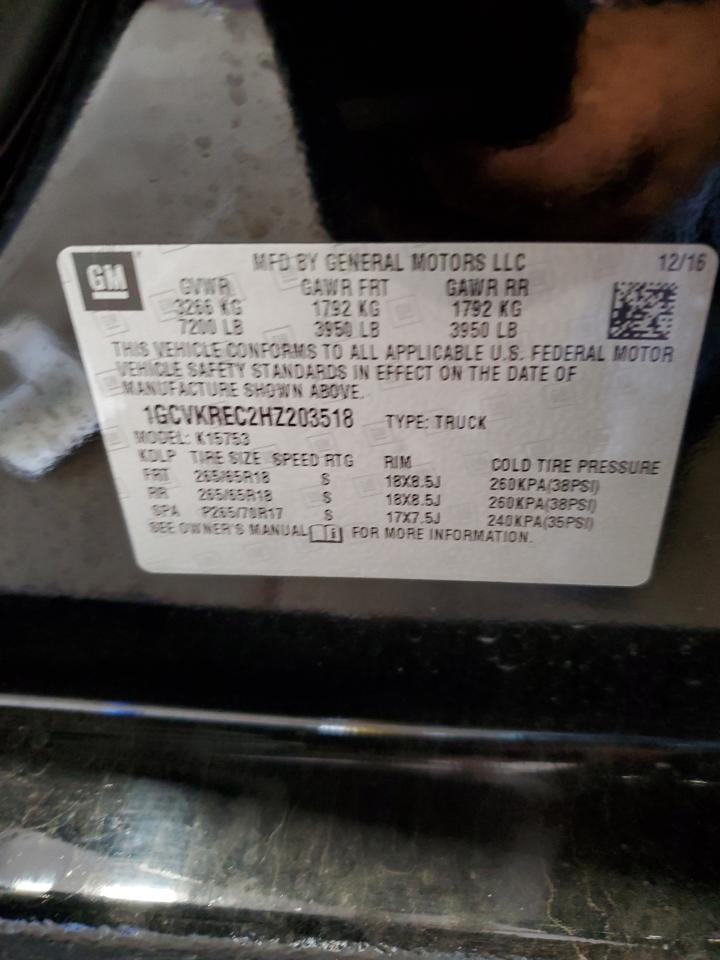 GM
MFD BY GENERAL MOTORS LLC 12/16
GVWR GAWR FRT GAWR RR
3266 KG 1792 KG 1792 KG
7200 LB 3950 LB 3950 LB
THIS VEHICLE CONFORMS TO ALL APPLICABLE U.S. FEDERAL MOTOR
VEHICLE SAFETY STANDARDS IN EFFECT ON THE DATE OF
MANUFACTURE SHOWN ABOVE.
1GCVKREC2HZ203518 TYPE: TRUCK
MODEL: K15753
KDLP TIRE SIZE SPEED RTG RIM COLD TIRE PRESSURE
FRT 265/65R18 S 18X8.5J 260KPA(38PSI)
RR 265/65R18 S 18X8.5J 260KPA(38PSI)
SPA P265/70R17 S 17X7.5J 240KPA(35PSI)
SEE OWNER'S MANUAL i FOR MORE INFORMATION.